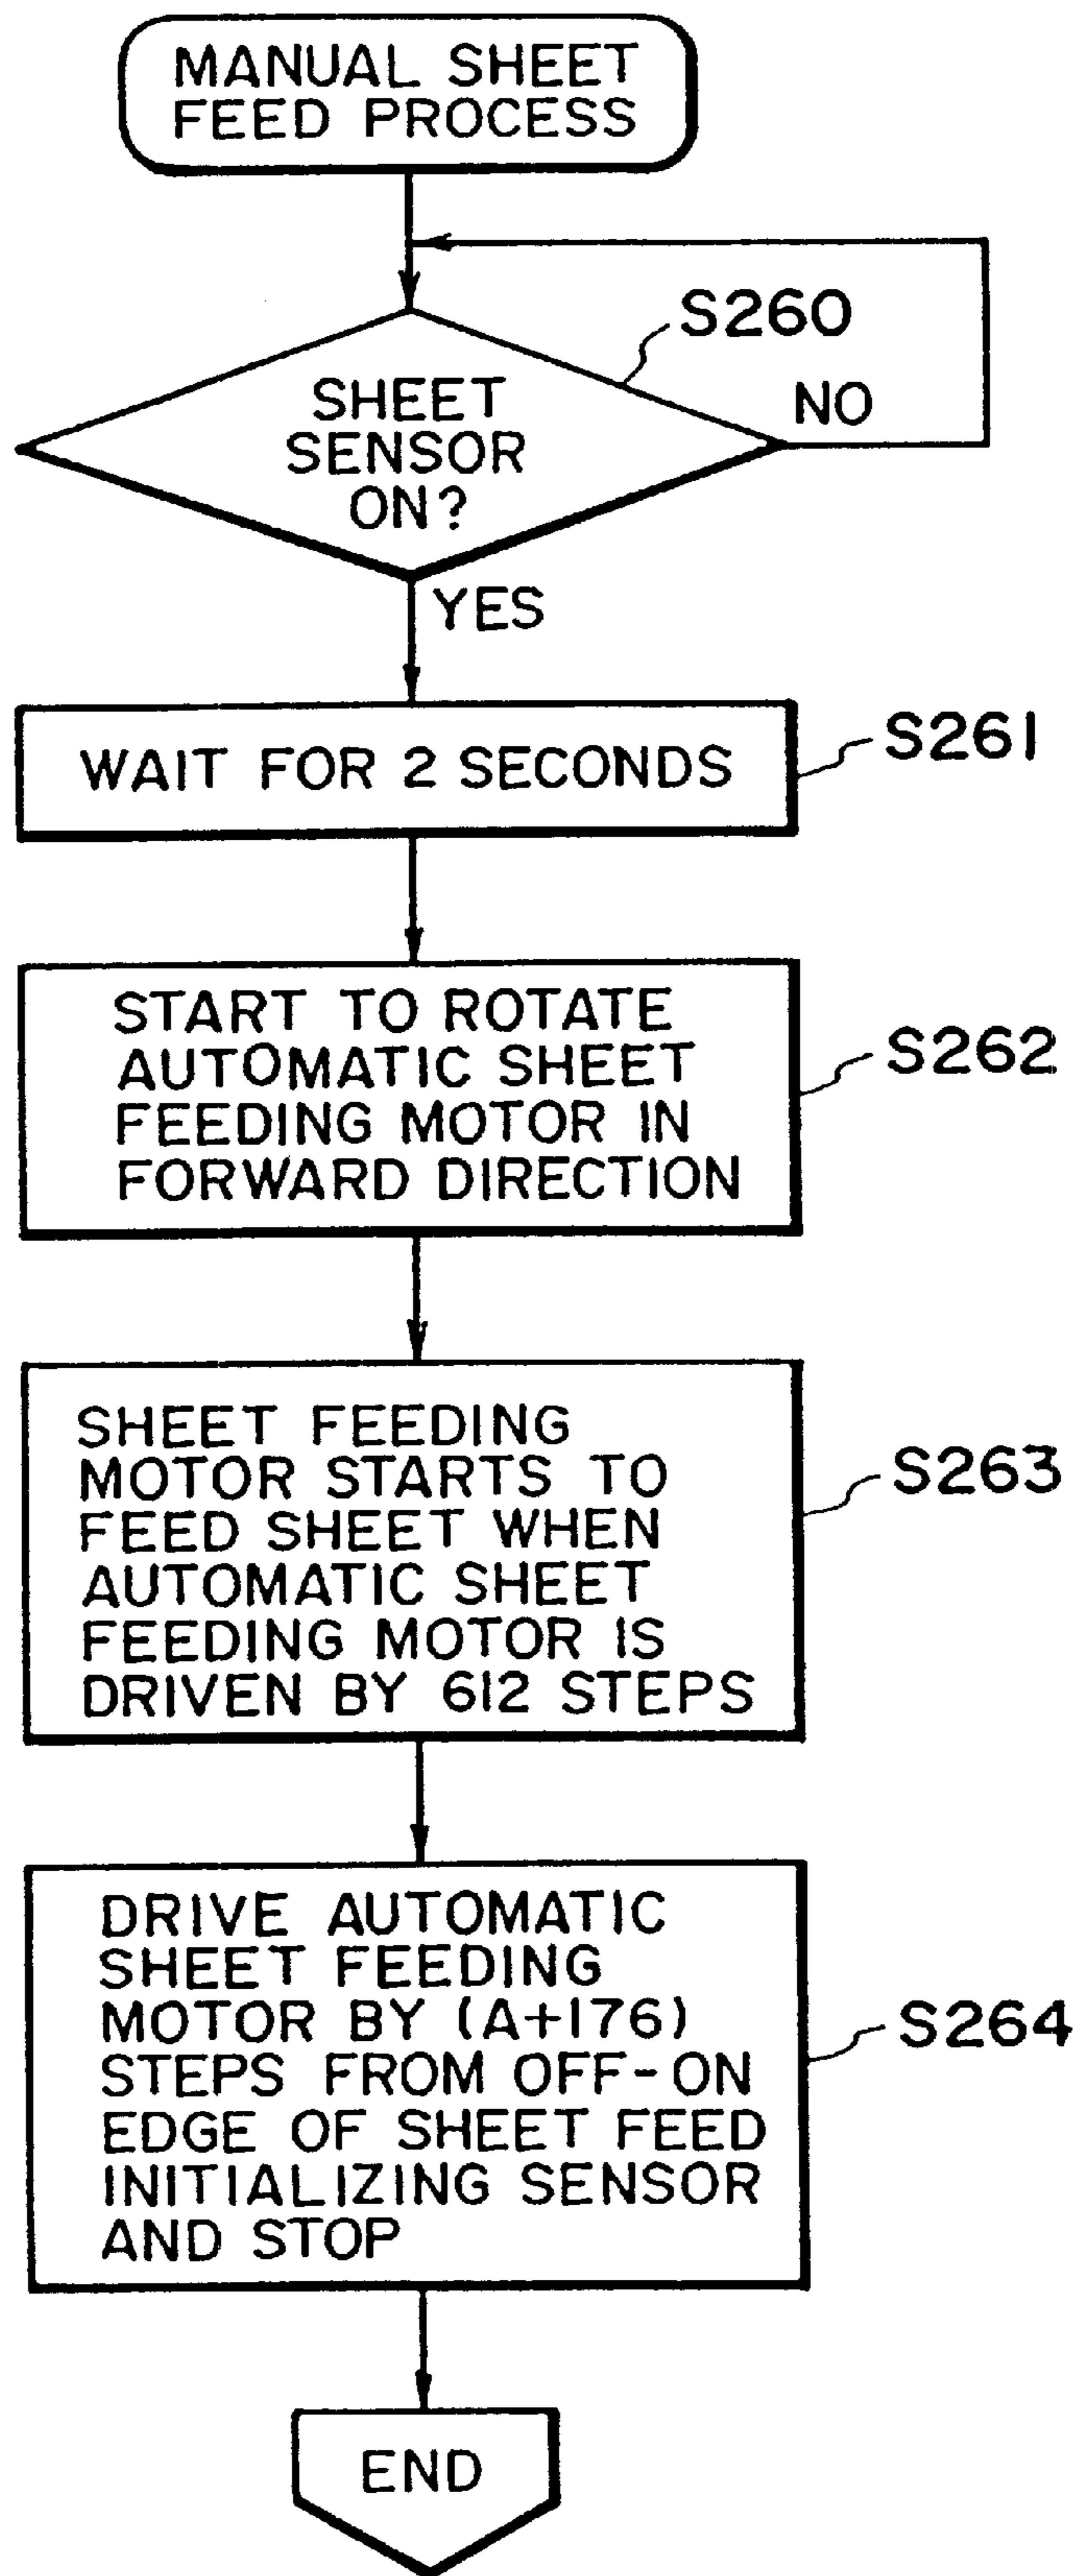 MANUAL SHEET
FEED PROCESS
S260
SHEET
SENSOR
ON?
NO
YES
WAIT FOR 2 SECONDS
S261
START TO ROTATE
AUTOMATIC SHEET
FEEDING MOTOR IN
FORWARD DIRECTION
S262
SHEET FEEDING
MOTOR STARTS TO
FEED SHEET WHEN
AUTOMATIC SHEET
FEEDING MOTOR IS
DRIVEN BY 612 STEPS
S263
DRIVE AUTOMATIC
SHEET FEEDING
MOTOR BY (A+176)
STEPS FROM OFF-ON
EDGE OF SHEET FEED
INITIALIZING SENSOR
AND STOP
S264
END